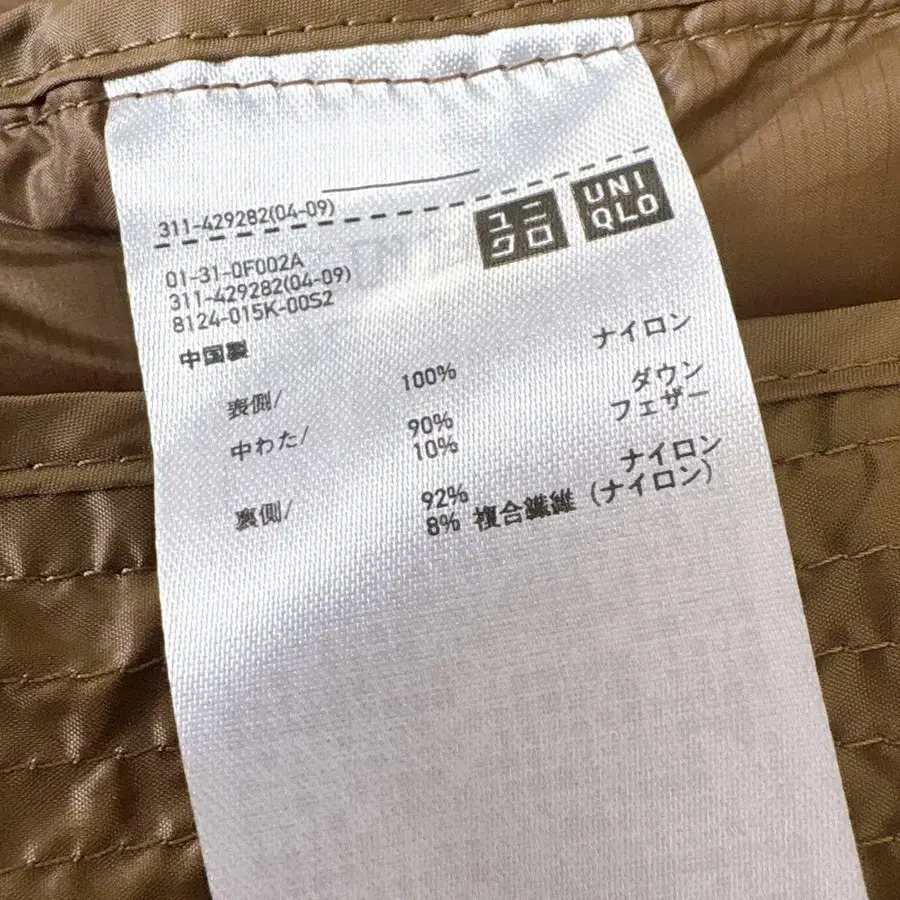 311-429282(04-09)
ユニクロ
UNIQLO
01-31-0F002A
311-429282(04-09)
8124-015K-00S2
中国製
表側/ 100% ナイロン
中わた/ 90% ダウン
10% フェザー
裏側/ 92% ナイロン
8% 複合繊維 (ナイロン)